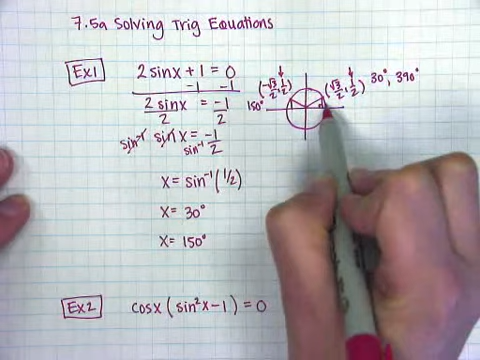 7.5a Solving Trig Equations
Ex1
2 sinx + 1 = 0
-1 -1
2 sinx / 2 = -1 / 2
sin⁻¹ sin x = sin⁻¹ -1/2
x = sin⁻¹ (1/2)
x = 30°
x = 150°
150°
(-√3/2, 1/2)
(√3/2, 1/2)
30°, 390°
Ex2
cosx (sin²x - 1) = 0